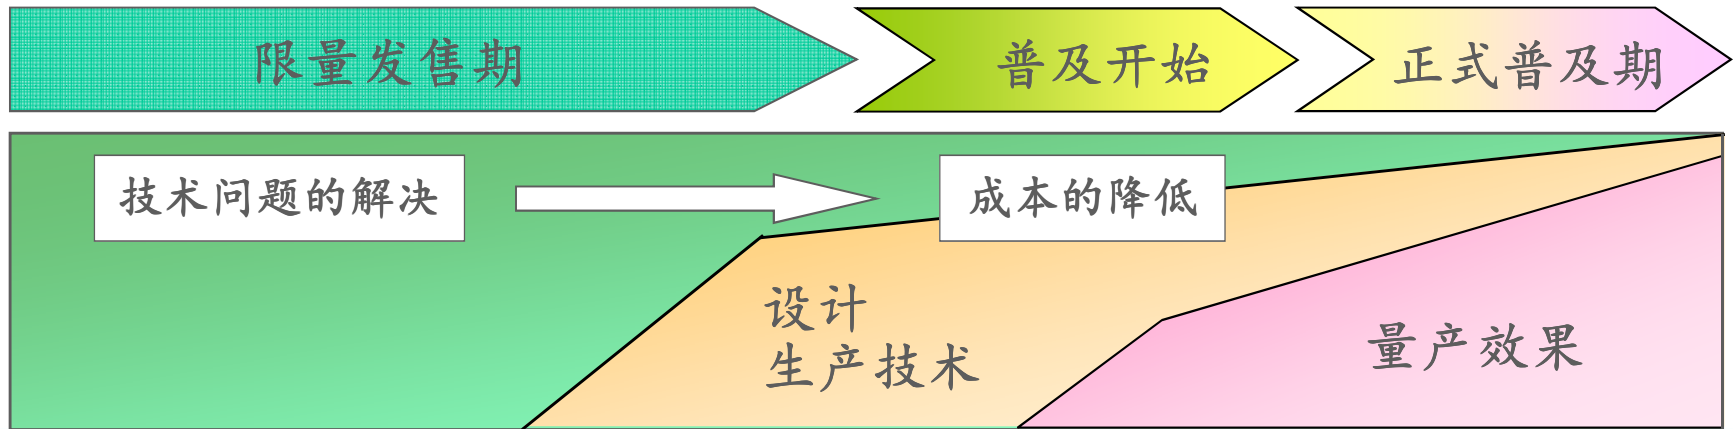 限量发售期
普及开始
正式普及期
技术问题的解决
成本的降低
设计
生产技术
量产效果